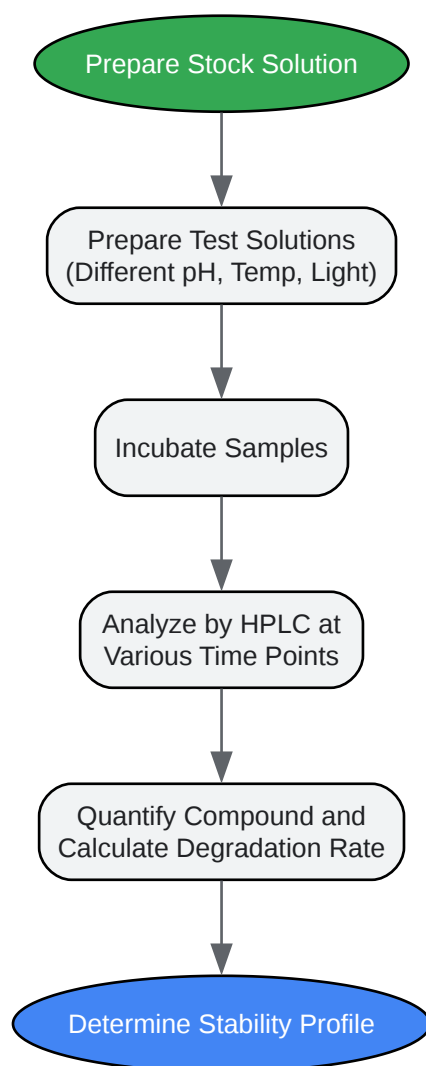 Prepare Stock Solution
Prepare Test Solutions
(Different pH, Temp, Light)
Incubate Samples
Analyze by HPLC at
Various Time Points
Quantify Compound and
Calculate Degradation Rate
Determine Stability Profile